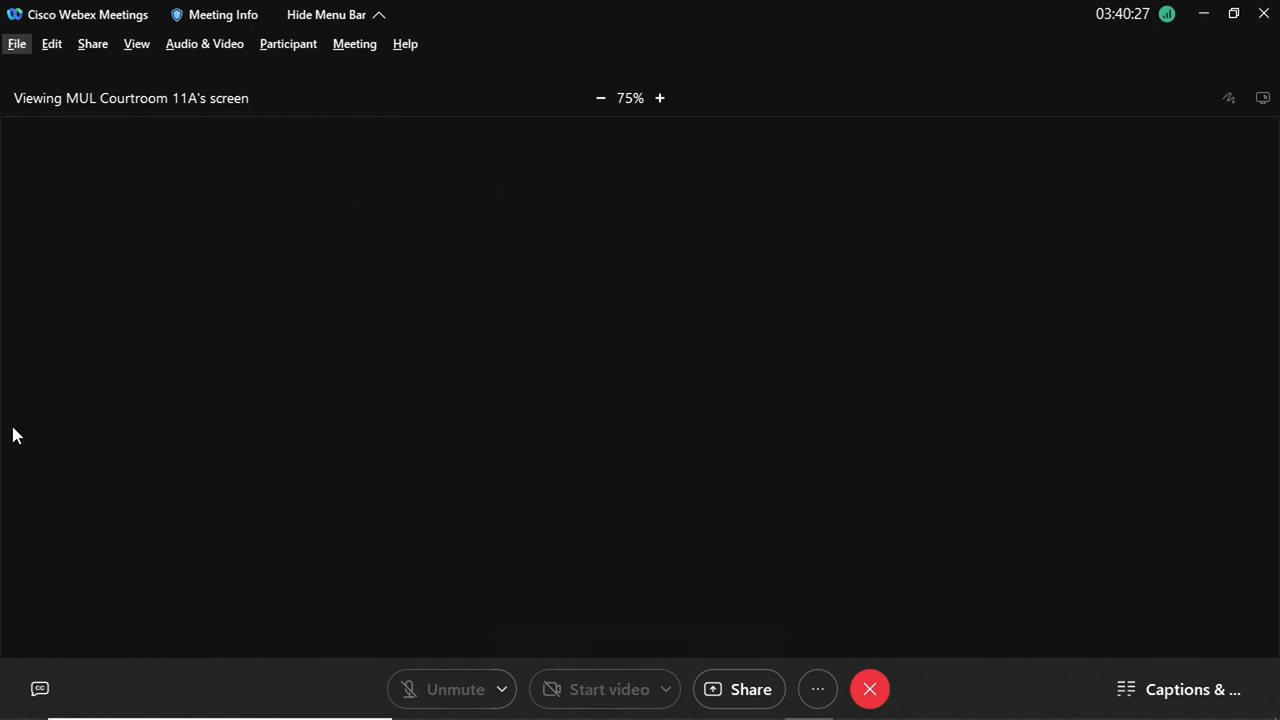 Cisco Webex Meetings Meeting Info Hide Menu Bar 03:40:27
File Edit Share View Audio & Video Participant Meeting Help
Viewing MUL Courtroom 11A's screen − 75% +
CC Unmute Start video Share ... Captions & ...